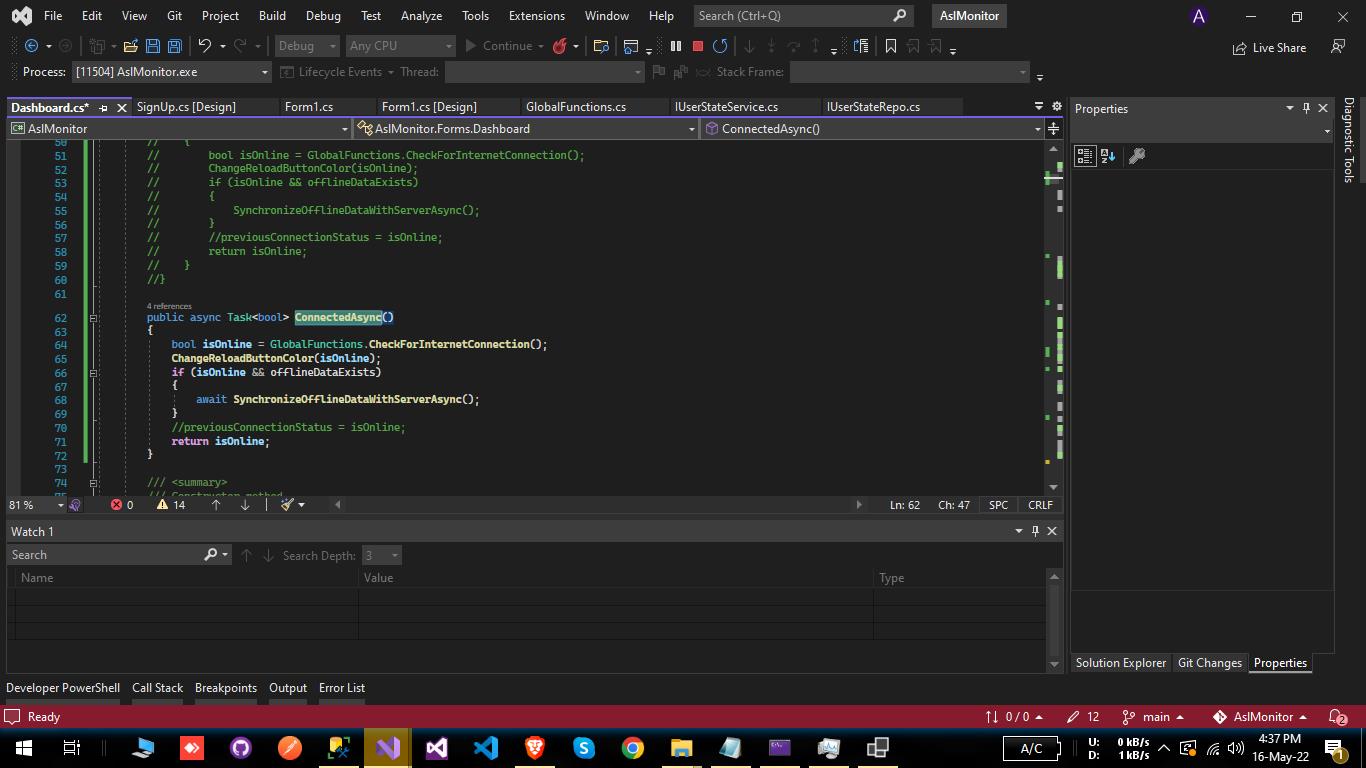 File Edit View Git Project Build Debug Test Analyze Tools Extensions Window Help Search (Ctrl+Q) AslMonitor A
Debug Any CPU Continue Live Share
Process: [11504] AslMonitor.exe Lifecycle Events Thread: Stack Frame:
Dashboard.cs* SignUp.cs [Design] Form1.cs Form1.cs [Design] GlobalFunctions.cs IUserStateService.cs IUserStateRepo.cs
AslMonitor AslMonitor.Forms.Dashboard ConnectedAsync()
50 // {
51 // bool isOnline = GlobalFunctions.CheckForInternetConnection();
52 // ChangeReloadButtonColor(isOnline);
53 // if (isOnline && offlineDataExists)
54 // {
55 // SynchronizeOfflineDataWithServerAsync();
56 // }
57 // //previousConnectionStatus = isOnline;
58 // return isOnline;
59 // }
60 //}
61
4 references
62 public async Task<bool> ConnectedAsync()
63 {
64 bool isOnline = GlobalFunctions.CheckForInternetConnection();
65 ChangeReloadButtonColor(isOnline);
66 if (isOnline && offlineDataExists)
67 {
68 await SynchronizeOfflineDataWithServerAsync();
69 }
70 //previousConnectionStatus = isOnline;
71 return isOnline;
72 }
73
74 /// <summary>
75 /// Constructor method
81 % 0 14 Ln: 62 Ch: 47 SPC CRLF
Watch 1
Search Search Depth: 3
Name Value Type
Properties
Diagnostic Tools
Solution Explorer Git Changes Properties
Developer PowerShell Call Stack Breakpoints Output Error List
Ready 0 / 0 12 main AslMonitor 2
A/C U: 0 kB/s D: 1 kB/s 4:37 PM 16-May-22 1